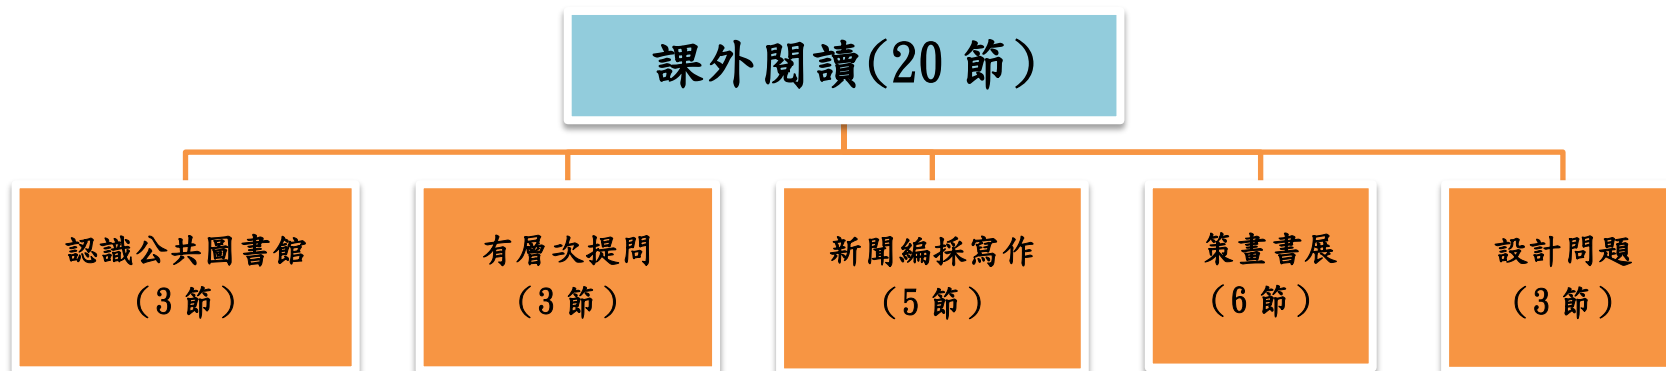 課外閱讀(20 節)
認識公共圖書館
(3 節)
有層次提問
(3 節)
新聞編採寫作
(5 節)
策畫書展
(6 節)
設計問題
(3 節)